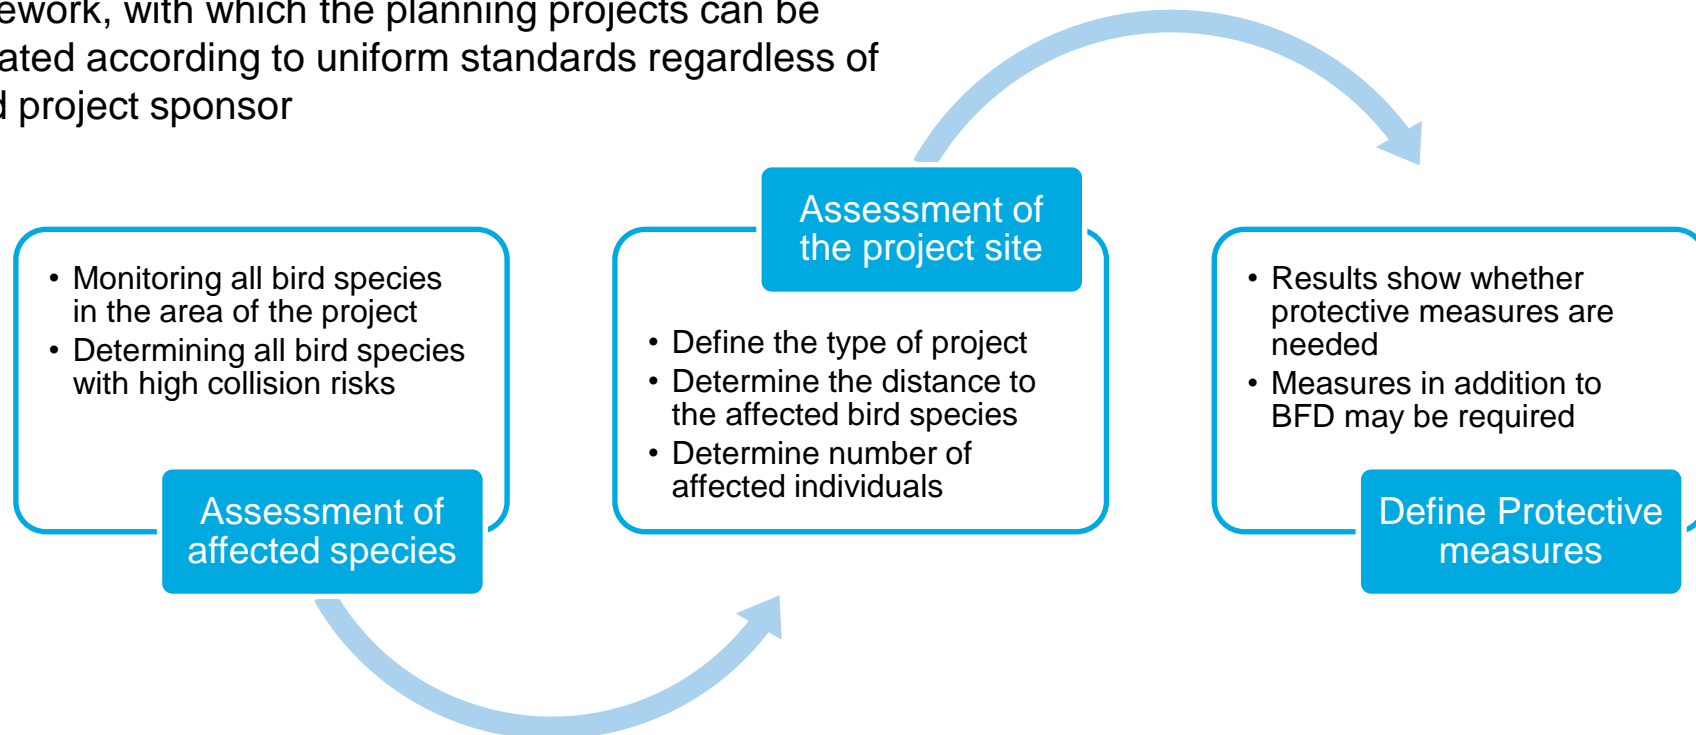 ework, with which the planning projects can be
ated according to uniform standards regardless of
d project sponsor
• Monitoring all bird species
in the area of the project
• Determining all bird species
with high collision risks
Assessment of
affected species
Assessment of
the project site
• Define the type of project
• Determine the distance to
the affected bird species
• Determine number of
affected individuals
• Results show whether
protective measures are
needed
• Measures in addition to
BFD may be required
Define Protective
measures